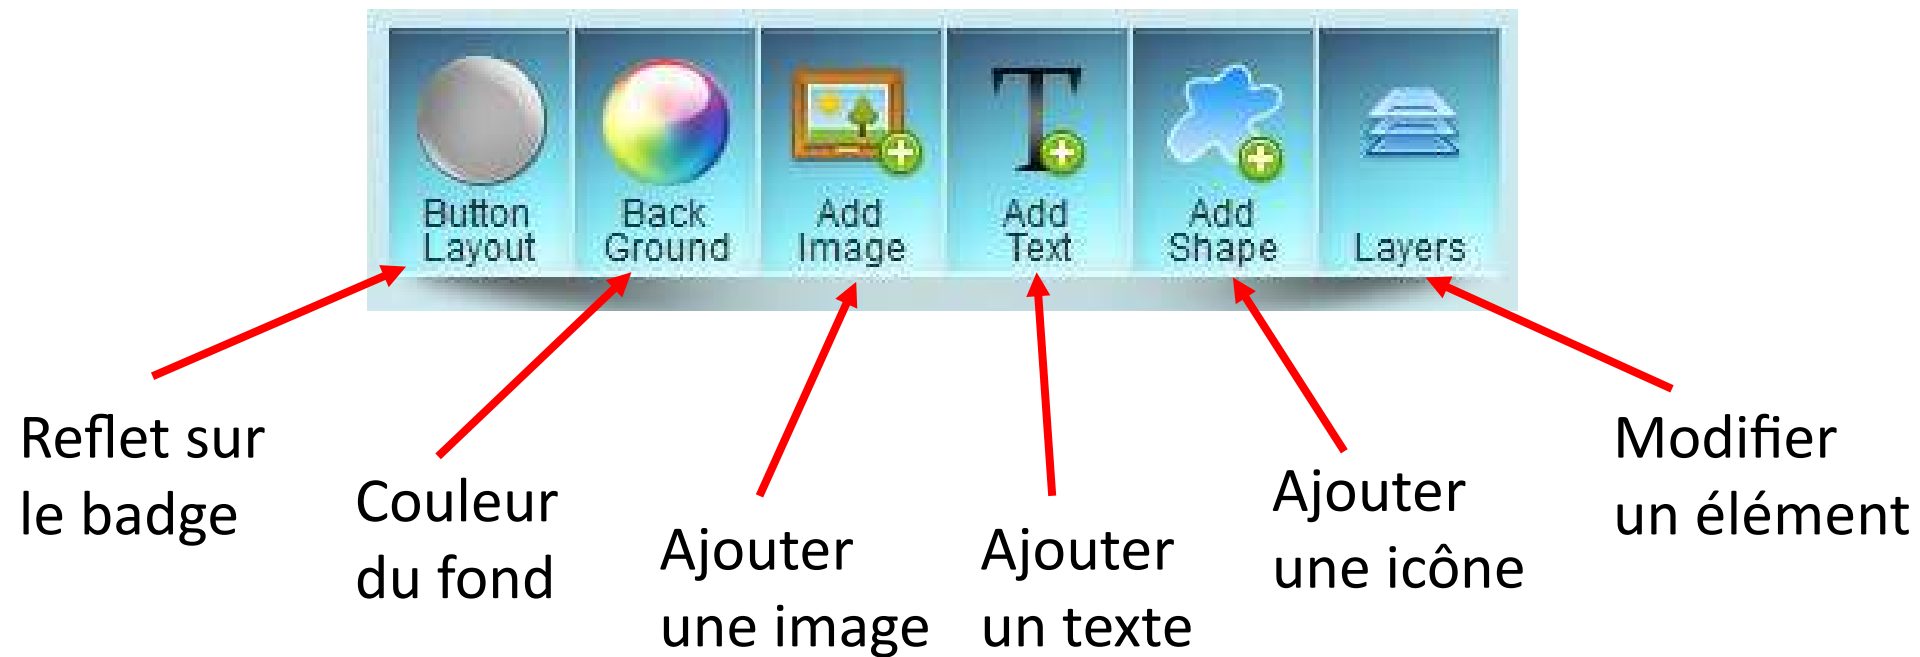 Button
Layout
Back
Ground
Add
Image
Add
Text
Add
Shape
Layers
Reflet sur
le badge
Couleur
du fond
Ajouter
une image
Ajouter
un texte
Ajouter
une icône
Modifier
un élément